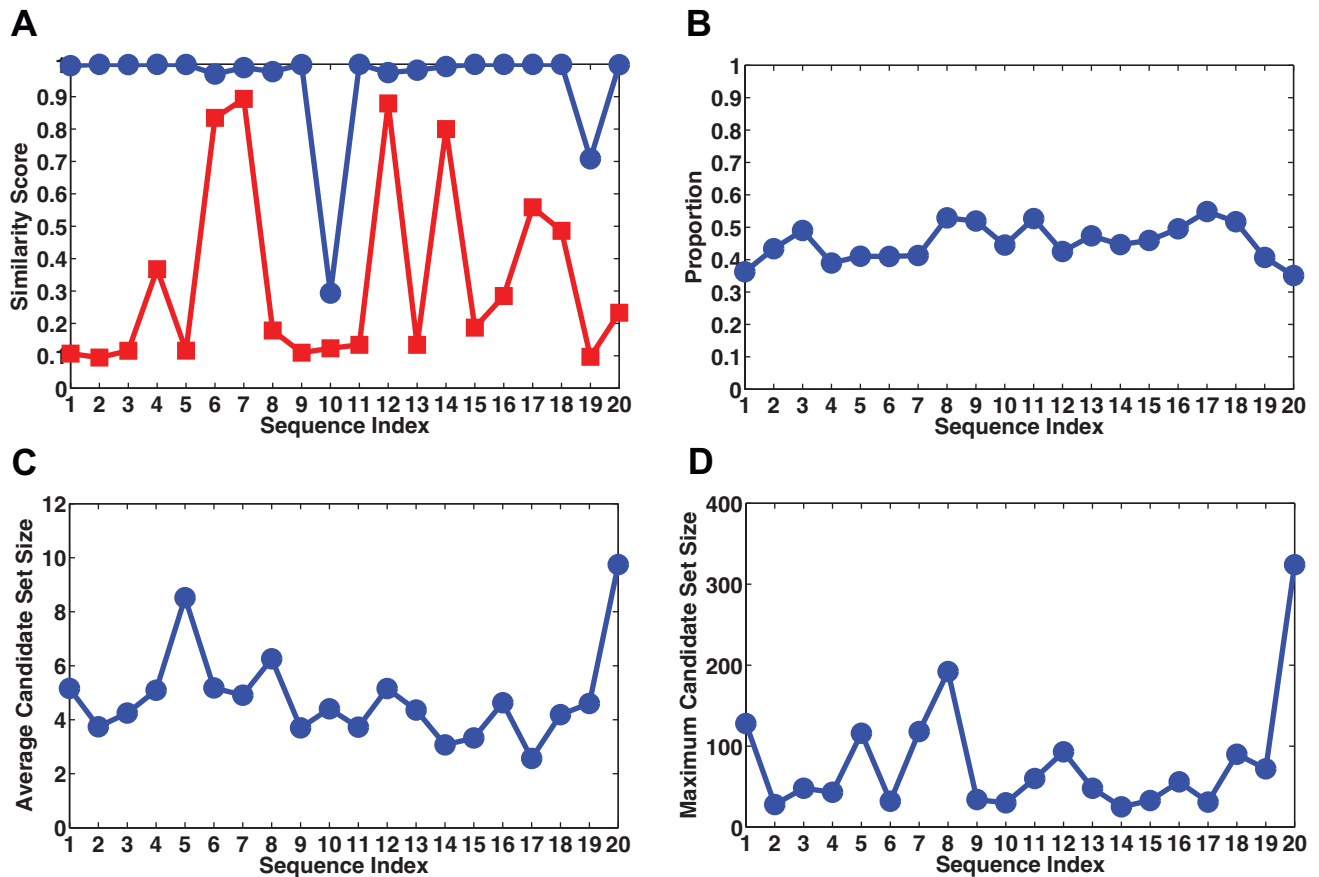 A
1
0.9
0.8
0.7
0.6
0.5
0.4
0.3
0.2
0.1
0
Similarity Score
1 2 3 4 5 6 7 8 9 10 11 12 13 14 15 16 17 18 19 20
Sequence Index
B
1
0.9
0.8
0.7
0.6
0.5
0.4
0.3
0.2
0.1
0
Proportion
1 2 3 4 5 6 7 8 9 10 11 12 13 14 15 16 17 18 19 20
Sequence Index
C
12
10
8
6
4
2
0
Average Candidate Set Size
1 2 3 4 5 6 7 8 9 10 11 12 13 14 15 16 17 18 19 20
Sequence Index
D
400
300
200
100
0
Maximum Candidate Set Size
1 2 3 4 5 6 7 8 9 10 11 12 13 14 15 16 17 18 19 20
Sequence Index